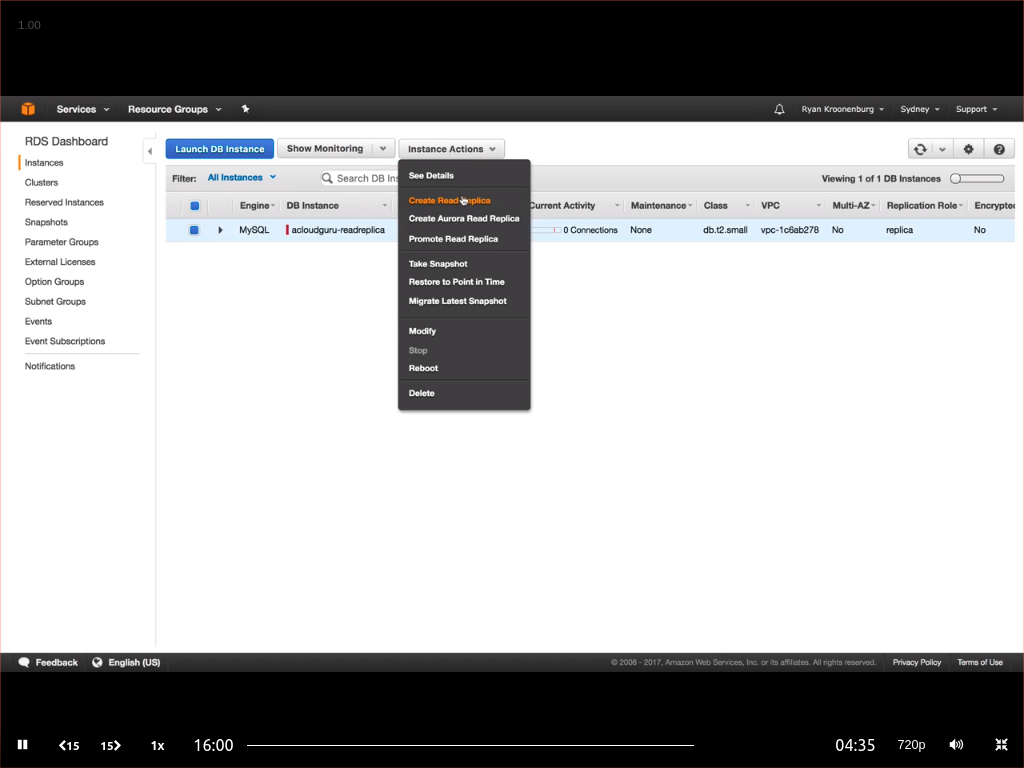 1.00
Services Resource Groups Ryan Kroonenburg Sydney Support
RDS Dashboard
Instances
Clusters
Reserved Instances
Snapshots
Parameter Groups
External Licenses
Option Groups
Subnet Groups
Events
Event Subscriptions
Notifications
Launch DB Instance Show Monitoring Instance Actions
Filter: All Instances Search DB Ins Viewing 1 of 1 DB Instances
Engine DB Instance Current Activity Maintenance Class VPC Multi-AZ Replication Role Encrypted
MySQL acloudguru-readreplica 0 Connections None db.t2.small vpc-1c6ab278 No replica No
See Details
Create Read Replica
Create Aurora Read Replica
Promote Read Replica
Take Snapshot
Restore to Point in Time
Migrate Latest Snapshot
Modify
Stop
Reboot
Delete
Feedback English (US) © 2008 - 2017, Amazon Web Services, Inc. or its affiliates. All rights reserved. Privacy Policy Terms of Use
15 15 1x 16:00 04:35 720p